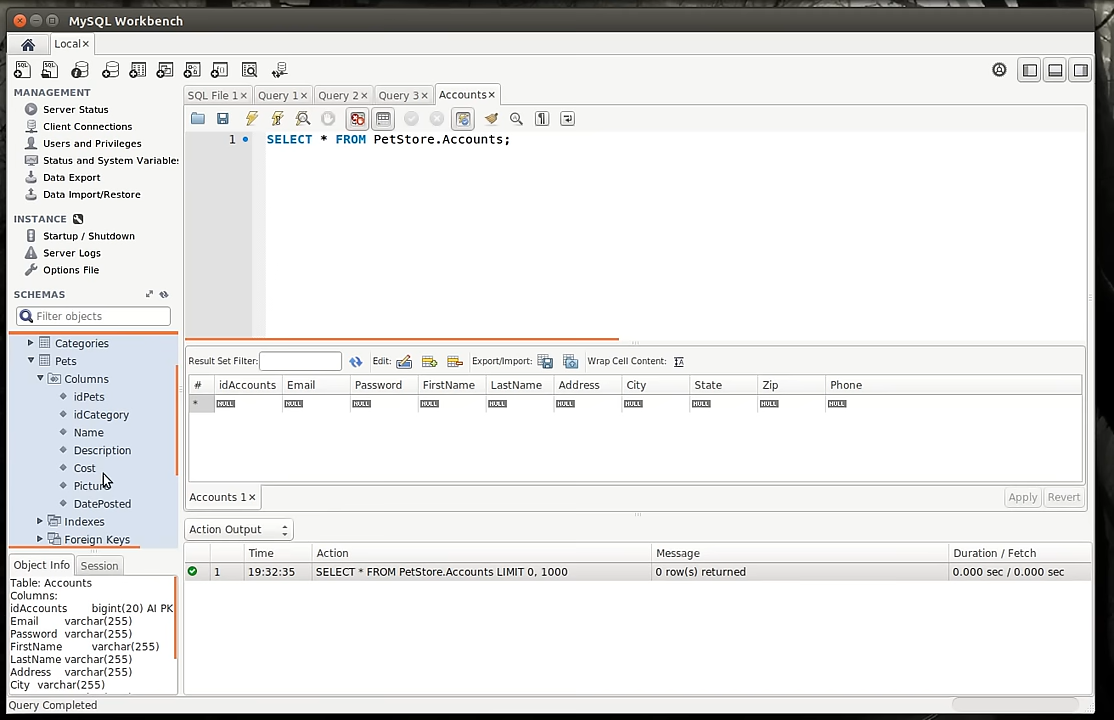 MySQL Workbench
Local×
MANAGEMENT
Server Status
Client Connections
Users and Privileges
Status and System Variables
Data Export
Data Import/Restore
INSTANCE
Startup / Shutdown
Server Logs
Options File
SCHEMAS
Filter objects
Categories
Pets
Columns
idPets
idCategory
Name
Description
Cost
Picture
DatePosted
Indexes
Foreign Keys
Object Info Session
Table: Accounts
Columns:
idAccounts bigint(20) AI PK
Email varchar(255)
Password varchar(255)
FirstName varchar(255)
LastName varchar(255)
Address varchar(255)
City varchar(255)
SQL File 1× Query 1× Query 2× Query 3× Accounts×
1 SELECT * FROM PetStore.Accounts;
Result Set Filter: Edit: Export/Import: Wrap Cell Content:
# idAccounts Email Password FirstName LastName Address City State Zip Phone
* NULL NULL NULL NULL NULL NULL NULL NULL NULL NULL
Accounts 1× Apply Revert
Action Output
Time Action Message Duration / Fetch
1 19:32:35 SELECT * FROM PetStore.Accounts LIMIT 0, 1000 0 row(s) returned 0.000 sec / 0.000 sec
Query Completed